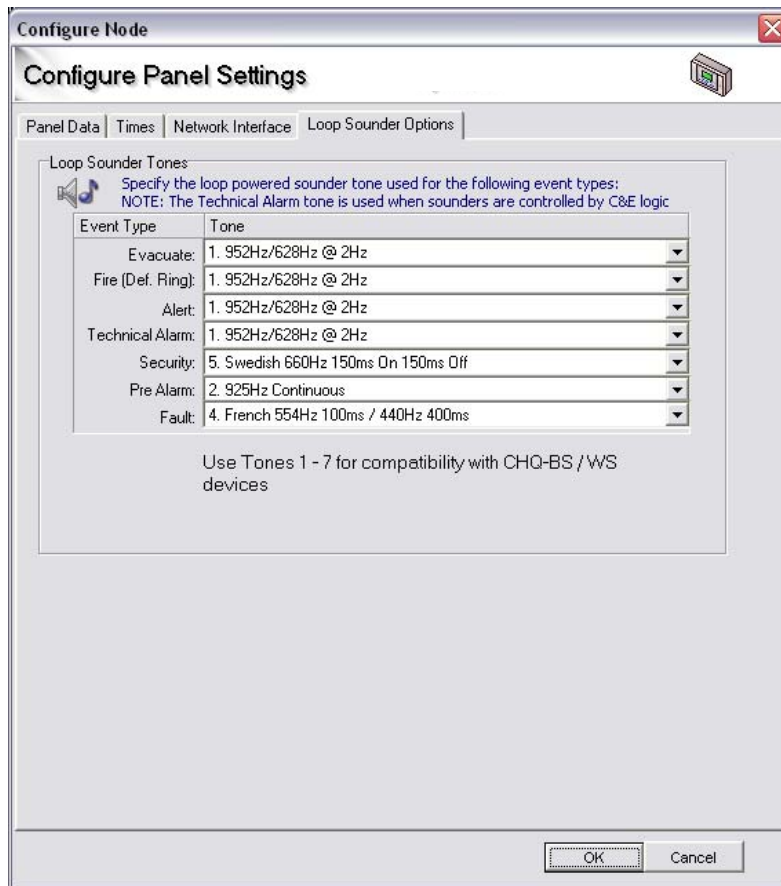 Configure Node
Configure Panel Settings
Panel Data Times Network Interface Loop Sounder Options
Loop Sounder Tones
Specify the loop powered sounder tone used for the following event types:
NOTE: The Technical Alarm tone is used when sounders are controlled by C&E logic
Event Type Tone
Evacuate: 1. 952Hz/628Hz @ 2Hz
Fire (Def. Ring): 1. 952Hz/628Hz @ 2Hz
Alert: 1. 952Hz/628Hz @ 2Hz
Technical Alarm: 1. 952Hz/628Hz @ 2Hz
Security: 5. Swedish 660Hz 150ms On 150ms Off
Pre Alarm: 2. 925Hz Continuous
Fault: 4. French 554Hz 100ms / 440Hz 400ms
Use Tones 1 - 7 for compatibility with CHQ-BS / WS
devices
OK Cancel